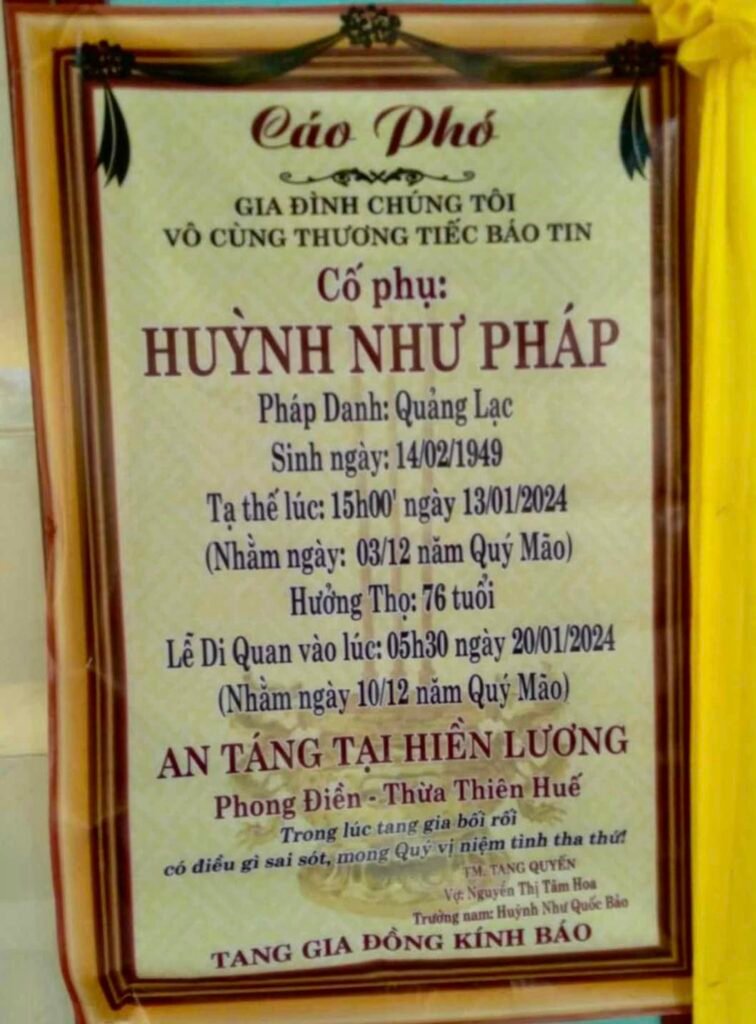 Cáo Phó
GIA ĐÌNH CHÚNG TÔI
VÔ CÙNG THƯƠNG TIẾC BÁO TIN
Cố phụ:
HUỲNH NHƯ PHÁP
Pháp Danh: Quảng Lạc
Sinh ngày: 14/02/1949
Tạ thế lúc: 15h00' ngày 13/01/2024
(Nhằm ngày: 03/12 năm Quý Mão)
Hưởng Thọ: 76 tuổi
Lễ Di Quan vào lúc: 05h30 ngày 20/01/2024
(Nhằm ngày 10/12 năm Quý Mão)
AN TÁNG TẠI HIỀN LƯƠNG
Phong Điền - Thừa Thiên Huế
Trong lúc tang gia bối rối
có điều gì sai sót, mong Quý vị niệm tình tha thứ!
TM. TANG QUYẾN
Vợ: Nguyễn Thị Tâm Hoa
Trưởng nam: Huỳnh Như Quốc Bảo
TANG GIA ĐỒNG KÍNH BÁO